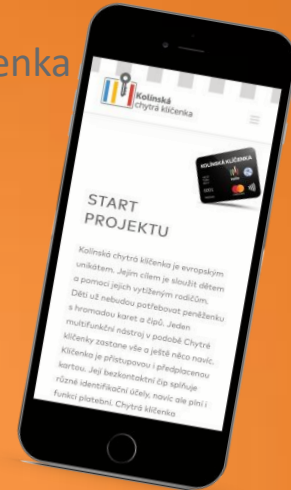 enka
Kolínská
chytrá klíčenka
KOLÍNSKÁ KLÍČENKA
START
PROJEKTU
Kolínská chytrá klíčenka je evropským
unikátem. Jejím cílem je sloužit dětem
a pomoci jejich vytíženým rodičům.
Děti už nebudou potřebovat peněženku
s hromadou karet a čipů. Jeden
multifunkční nástroj v podobě Chytré
klíčenky zastane vše a ještě něco navíc.
Klíčenka je přístupovou i předplacenou
kartou. Její bezkontaktní čip splňuje
různé identifikační účely, navíc ale plní i
funkci platební. Chytrá klíčenka